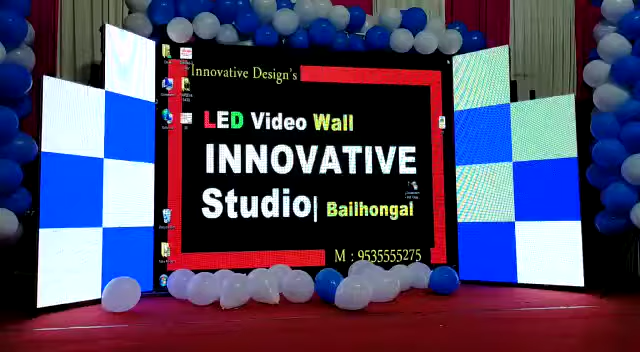 Innovative Design's
LED Video Wall
INNOVATIVE
Studio| Bailhongal
M : 9535555275